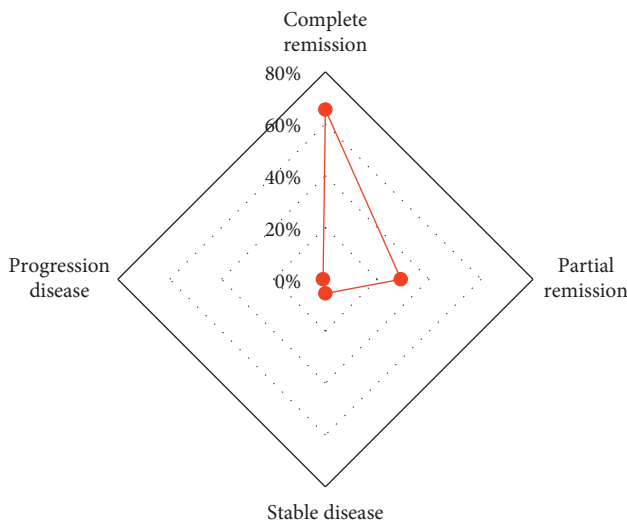 Complete
remission
80%
60%
40%
20%
0%
Progression
disease
Partial
remission
Stable disease